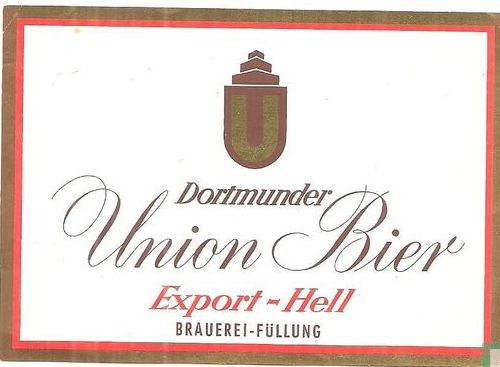 U
Dortmunder
Union Bier
Export-Hell
BRAUEREI-FÜLLUNG